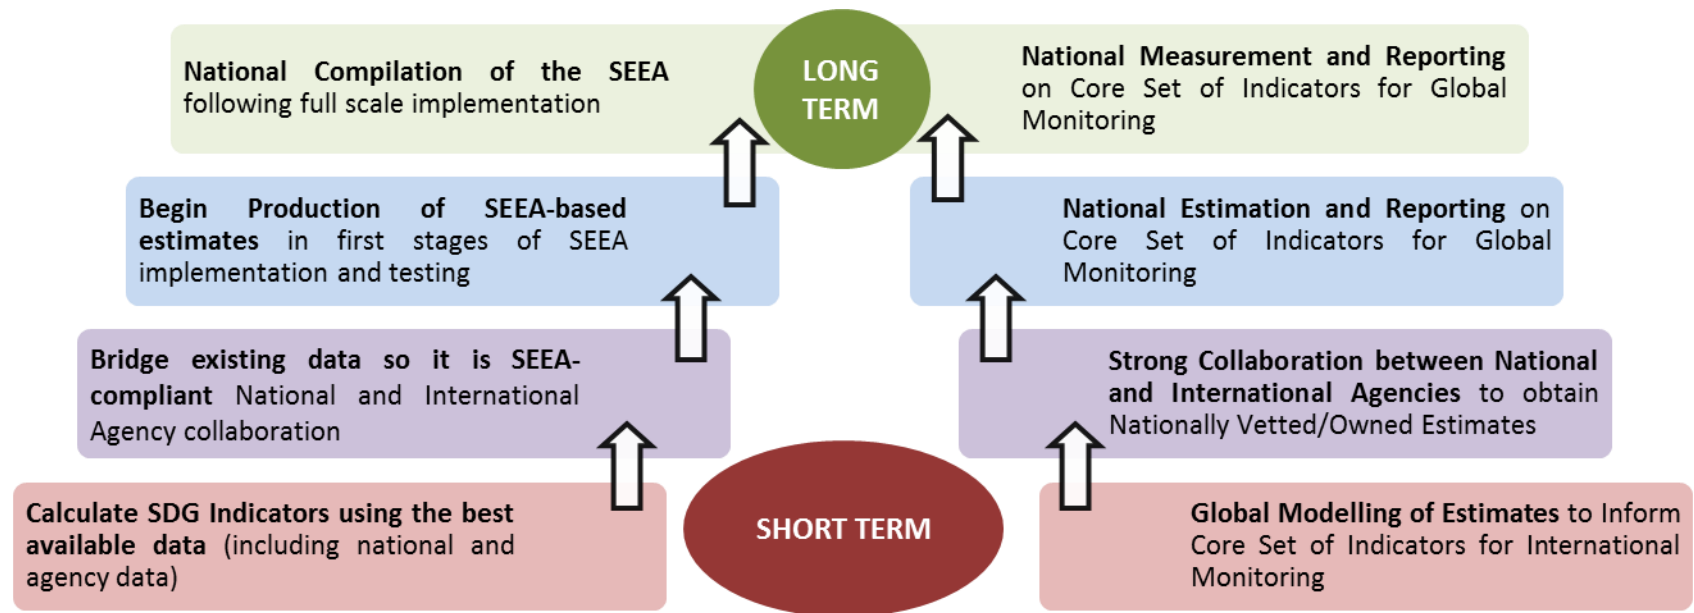 National Compilation of the SEEA
following full scale implementation
LONG
TERM
National Measurement and Reporting
on Core Set of Indicators for Global
Monitoring
Begin Production of SEEA-based
estimates in first stages of SEEA
implementation and testing
National Estimation and Reporting on
Core Set of Indicators for Global
Monitoring
Bridge existing data so it is SEEA-
compliant National and International
Agency collaboration
Strong Collaboration between National
and International Agencies to obtain
Nationally Vetted/Owned Estimates
Calculate SDG Indicators using the best
available data (including national and
agency data)
SHORT TERM
Global Modelling of Estimates to Inform
Core Set of Indicators for International
Monitoring